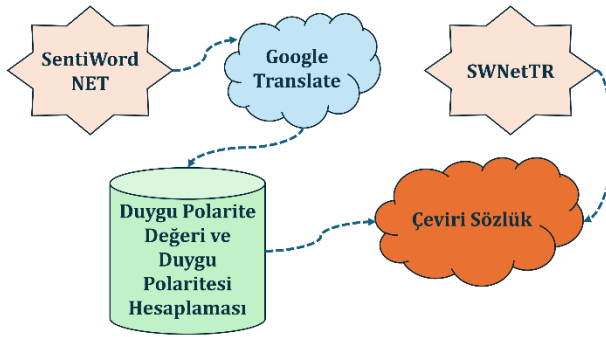 SentiWord
NET
Google
Translate
SWNetTR
Duygu Polarite
Değeri ve
Duygu
Polaritesi
Hesaplaması
Çeviri Sözlük